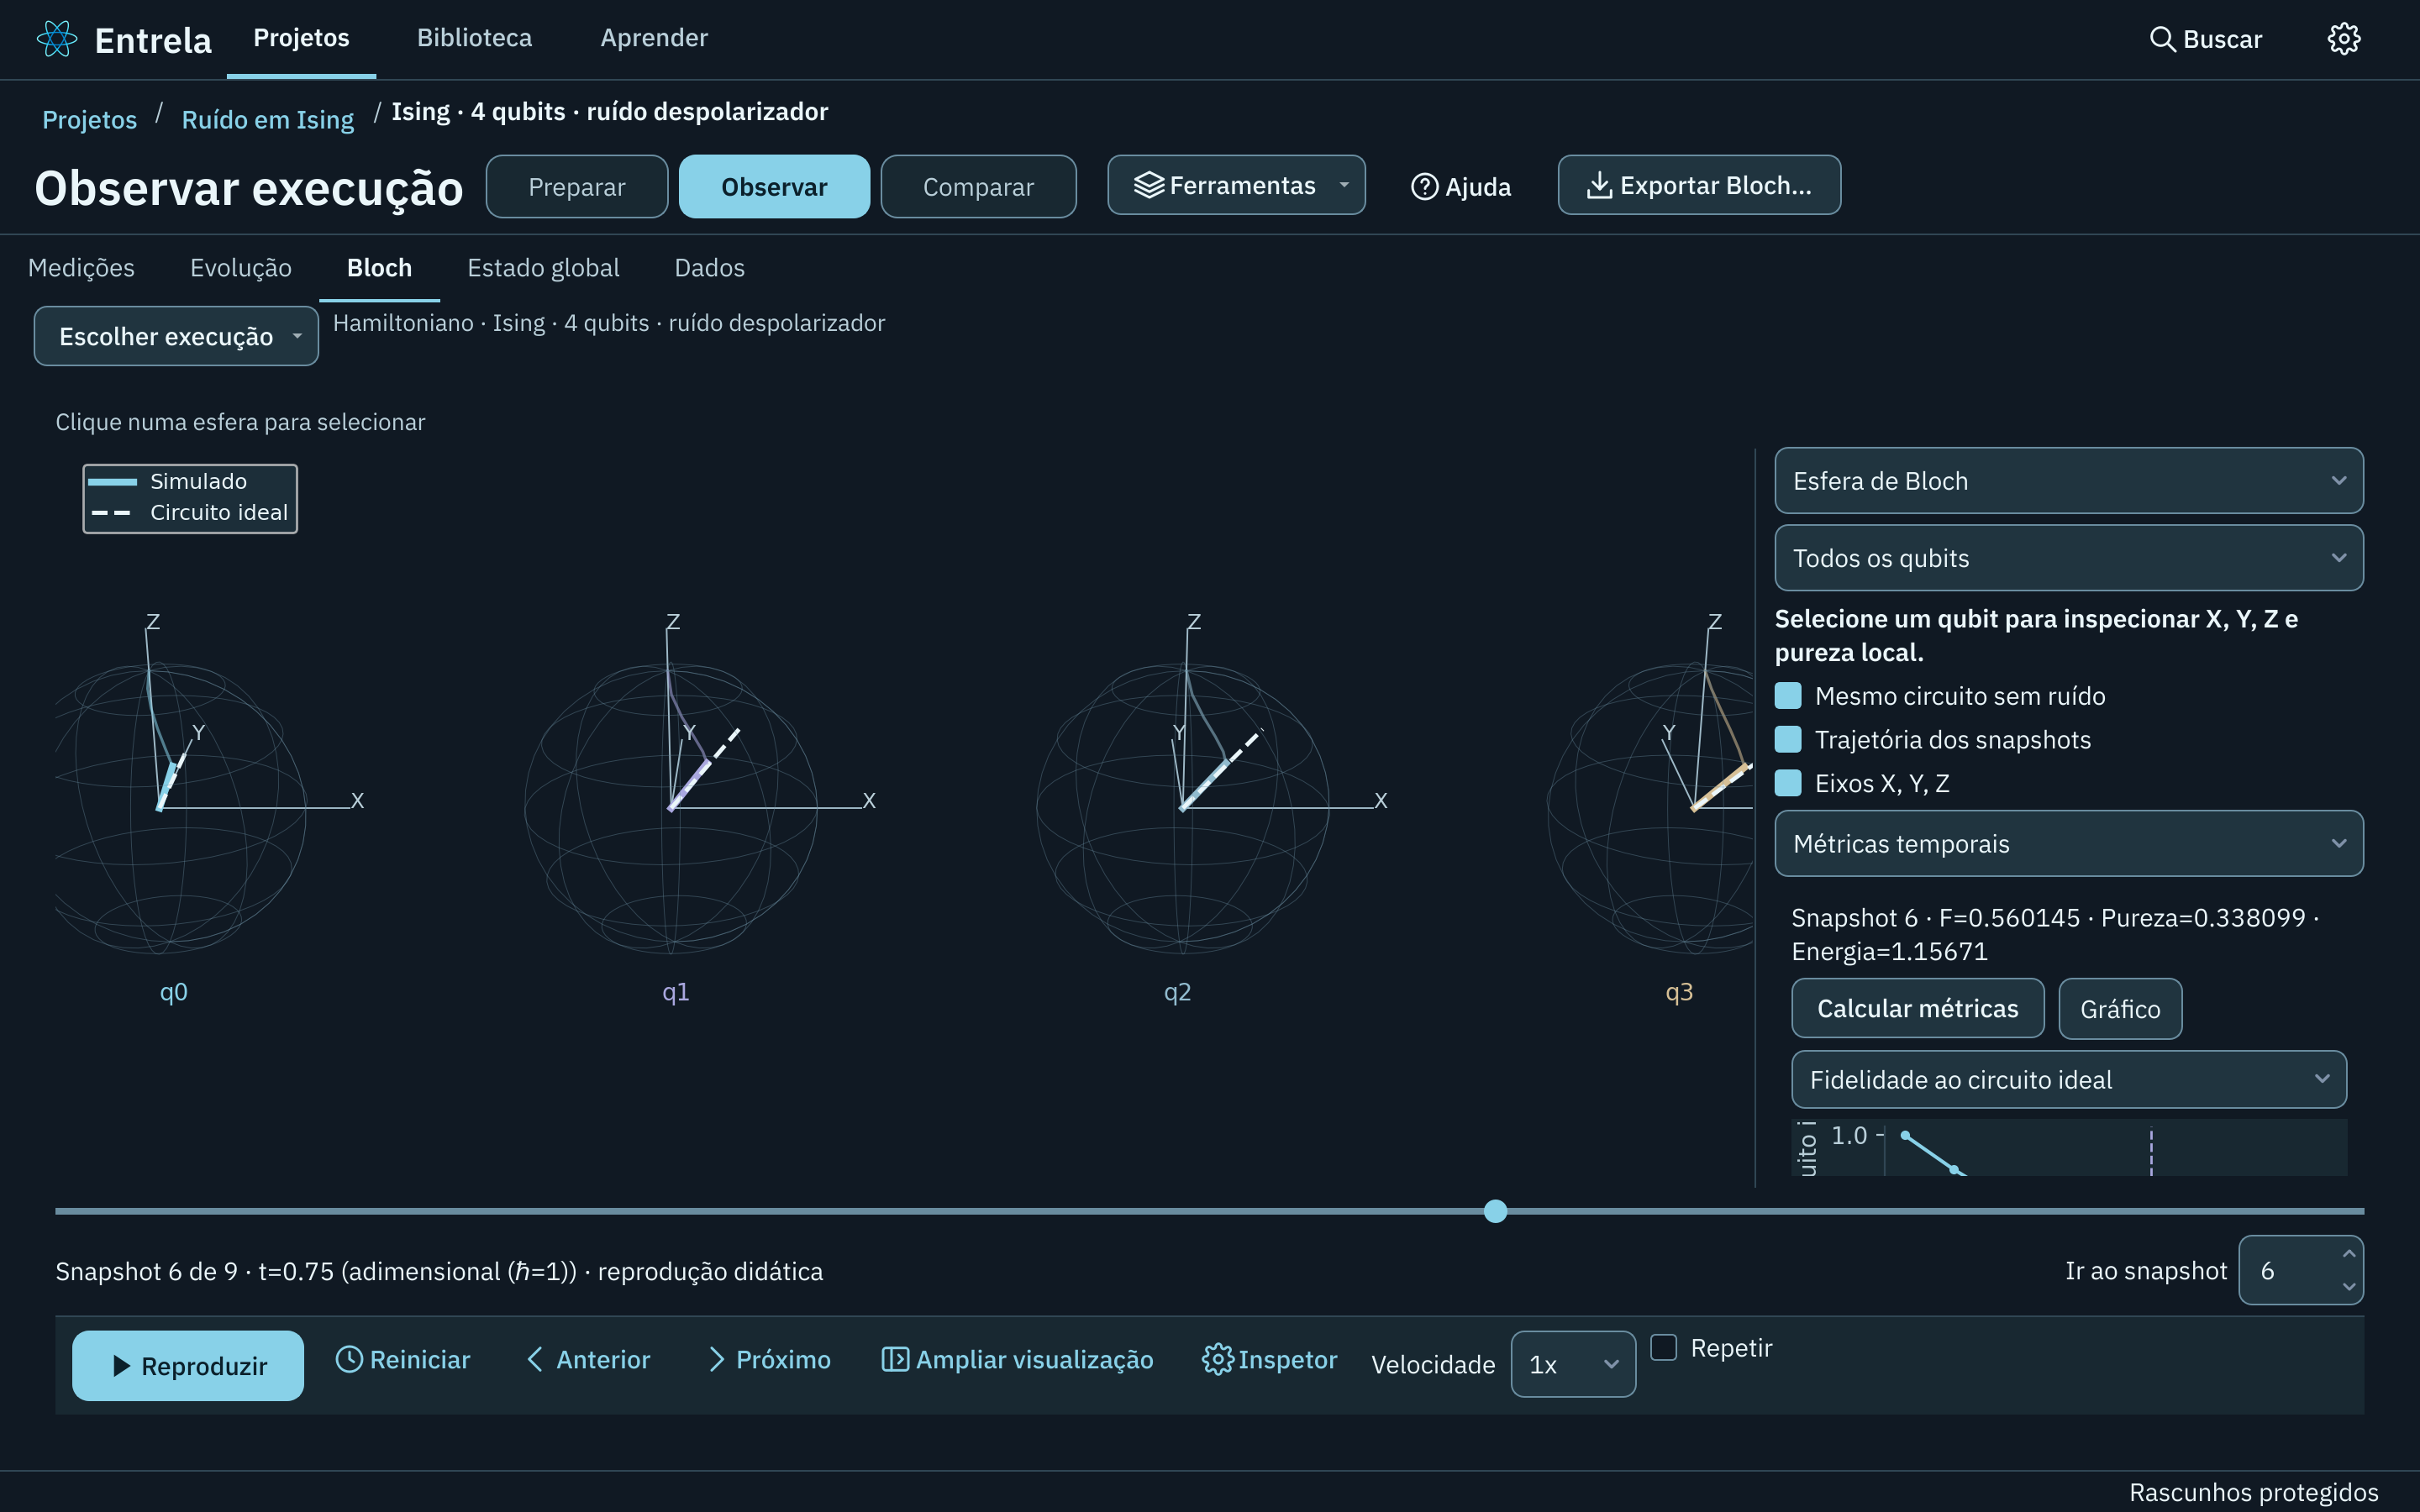 Entrela
Projetos
Biblioteca
Aprender
Buscar
Projetos / Ruído em Ising / Ising · 4 qubits · ruído despolarizador
Observar execução
Preparar
Observar
Comparar
Ferramentas
Ajuda
Exportar Bloch...
Medições
Evolução
Bloch
Estado global
Dados
Escolher execução
Hamiltoniano · Ising · 4 qubits · ruído despolarizador
Clique numa esfera para selecionar
Simulado
Circuito ideal
Z
Y
X
q0
Z
Y
X
q1
Z
Y
X
q2
Z
Y
q3
Esfera de Bloch
Todos os qubits
Selecione um qubit para inspecionar X, Y, Z e
pureza local.
Mesmo circuito sem ruído
Trajetória dos snapshots
Eixos X, Y, Z
Métricas temporais
Snapshot 6 · F=0.560145 · Pureza=0.338099 ·
Energia=1.15671
Calcular métricas
Gráfico
Fidelidade ao circuito ideal
uito i
1.0
Snapshot 6 de 9 · t=0.75 (adimensional (ℏ=1)) · reprodução didática
Ir ao snapshot
6
Reproduzir
Reiniciar
Anterior
Próximo
Ampliar visualização
Inspetor
Velocidade
1x
Repetir
Rascunhos protegidos